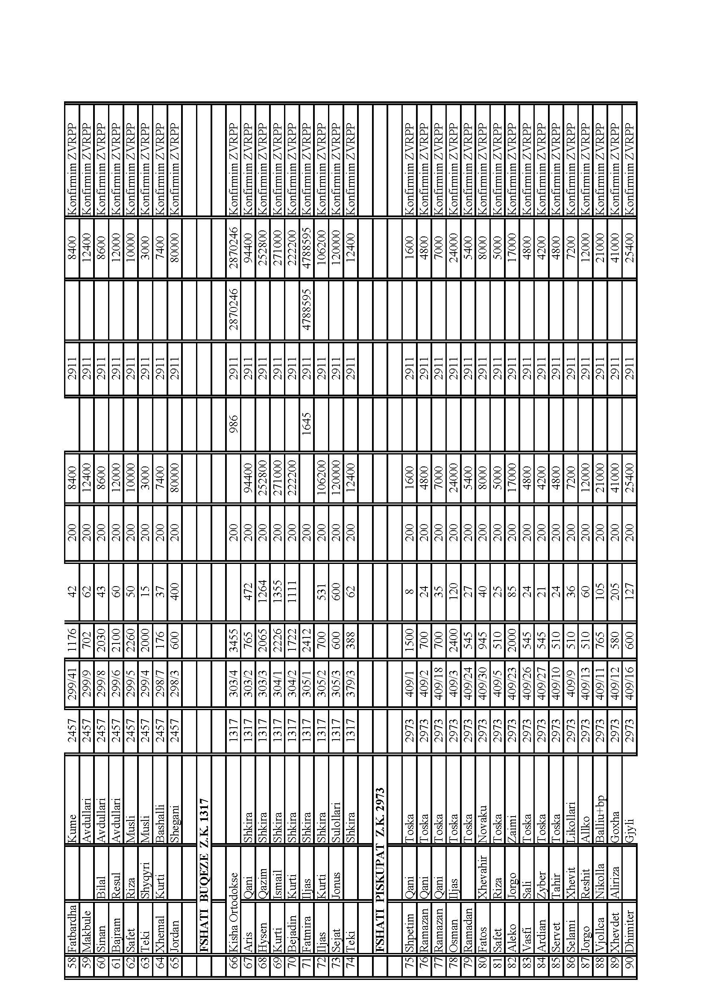 58 Fatbardha Kume 2457 299/41 1176 42 200 8400 2911 8400 Konfirmim ZVRPP
59 Makbule Avdullari 2457 299/9 702 62 200 12400 2911 12400 Konfirmim ZVRPP
60 Sinan Bilal Avdullari 2457 299/8 2030 43 200 8600 2911 8600 Konfirmim ZVRPP
61 Bajram Resul Avdullari 2457 299/6 2100 60 200 12000 2911 12000 Konfirmim ZVRPP
62 Safet Riza Musli 2457 299/5 2260 50 200 10000 2911 10000 Konfirmim ZVRPP
63 Teki Shyqyri Musli 2457 299/4 2000 15 200 3000 2911 3000 Konfirmim ZVRPP
64 Xhemal Kurti Bashalli 2457 298/7 176 37 200 7400 2911 7400 Konfirmim ZVRPP
65 Jordan Shegani 2457 298/3 600 400 200 80000 2911 80000 Konfirmim ZVRPP
FSHATI BUQEZE Z.K. 1317
66 Kisha Ortodokse 1317 303/4 3455 200 986 2911 2870246 2870246 Konfirmim ZVRPP
67 Aris Qani Shkira 1317 303/2 765 472 200 94400 2911 94400 Konfirmim ZVRPP
68 Hysen Qazim Shkira 1317 303/3 2065 1264 200 252800 2911 252800 Konfirmim ZVRPP
69 Kurti Ismail Shkira 1317 304/1 2226 1355 200 271000 2911 271000 Konfirmim ZVRPP
70 Bejadin Kurti Shkira 1317 304/2 1722 1111 200 222200 2911 222200 Konfirmim ZVRPP
71 Fatmira Iljas Shkira 1317 305/1 2412 200 1645 2911 4788595 4788595 Konfirmim ZVRPP
72 Iljas Kurti Shkira 1317 305/2 700 531 200 106200 2911 106200 Konfirmim ZVRPP
73 Sejat Jonus Sulollari 1317 305/3 600 600 200 120000 2911 120000 Konfirmim ZVRPP
74 Teki Shkira 1317 379/3 388 62 200 12400 2911 12400 Konfirmim ZVRPP
FSHATI PISKUPAT Z.K. 2973
75 Shpetim Qani Toska 2973 409/1 1500 8 200 1600 2911 1600 Konfirmim ZVRPP
76 Ramazan Qani Toska 2973 409/2 700 24 200 4800 2911 4800 Konfirmim ZVRPP
77 Ramazan Qani Toska 2973 409/18 700 35 200 7000 2911 7000 Konfirmim ZVRPP
78 Osman Iljas Toska 2973 409/3 2400 120 200 24000 2911 24000 Konfirmim ZVRPP
79 Ramadan Toska 2973 409/24 545 27 200 5400 2911 5400 Konfirmim ZVRPP
80 Fatos Xhevahir Novaku 2973 409/30 945 40 200 8000 2911 8000 Konfirmim ZVRPP
81 Safet Riza Toska 2973 409/5 510 25 200 5000 2911 5000 Konfirmim ZVRPP
82 Aleko Jorgo Zaimi 2973 409/23 2000 85 200 17000 2911 17000 Konfirmim ZVRPP
83 Vasfi Sali Toska 2973 409/26 545 24 200 4800 2911 4800 Konfirmim ZVRPP
84 Ardian Zyber Toska 2973 409/27 545 21 200 4200 2911 4200 Konfirmim ZVRPP
85 Servet Tahir Toska 2973 409/10 510 24 200 4800 2911 4800 Konfirmim ZVRPP
86 Selami Xhevit Likollari 2973 409/9 510 36 200 7200 2911 7200 Konfirmim ZVRPP
87 Jorgo Reshit Allko 2973 409/13 510 60 200 12000 2911 12000 Konfirmim ZVRPP
88 Vjollca Nikolla Balliu+bp 2973 409/11 765 105 200 21000 2911 21000 Konfirmim ZVRPP
89 Xhevdet Aliriza Goxha 2973 409/12 580 205 200 41000 2911 41000 Konfirmim ZVRPP
90 Dhimiter Gjyli 2973 409/16 600 127 200 25400 2911 25400 Konfirmim ZVRPP